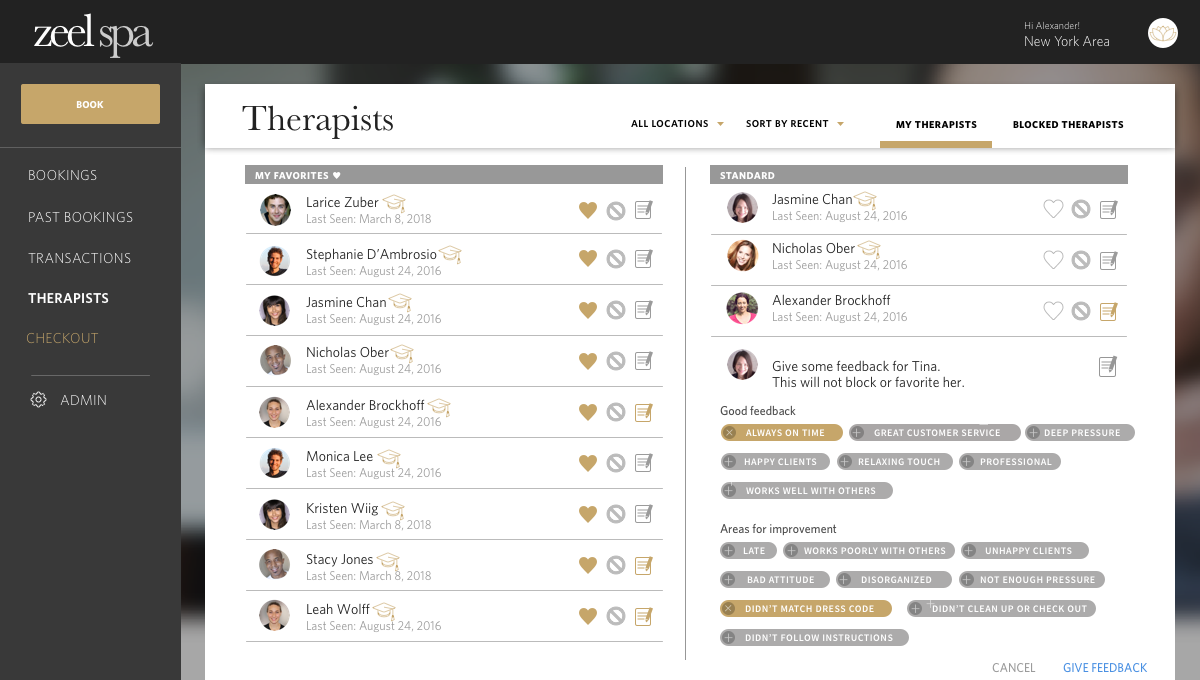 zeel spa
Hi Alexander!
New York Area
BOOK
BOOKINGS
PAST BOOKINGS
TRANSACTIONS
THERAPISTS
CHECKOUT
ADMIN
Therapists
ALL LOCATIONS
SORT BY RECENT
MY THERAPISTS
BLOCKED THERAPISTS
MY FAVORITES ♥
Larice Zuber
Last Seen: March 8, 2018
Stephanie D'Ambrosio
Last Seen: August 24, 2016
Jasmine Chan
Last Seen: August 24, 2016
Nicholas Ober
Last Seen: August 24, 2016
Alexander Brockhoff
Last Seen: August 24, 2016
Monica Lee
Last Seen: August 24, 2016
Kristen Wiig
Last Seen: March 8, 2018
Stacy Jones
Last Seen: March 8, 2018
Leah Wolff
Last Seen: August 24, 2016
STANDARD
Jasmine Chan
Last Seen: August 24, 2016
Nicholas Ober
Last Seen: August 24, 2016
Alexander Brockhoff
Last Seen: August 24, 2016
Give some feedback for Tina.
This will not block or favorite her.
Good feedback
ALWAYS ON TIME
GREAT CUSTOMER SERVICE
DEEP PRESSURE
HAPPY CLIENTS
RELAXING TOUCH
PROFESSIONAL
WORKS WELL WITH OTHERS
Areas for improvement
LATE
WORKS POORLY WITH OTHERS
UNHAPPY CLIENTS
BAD ATTITUDE
DISORGANIZED
NOT ENOUGH PRESSURE
DIDN'T MATCH DRESS CODE
DIDN'T CLEAN UP OR CHECK OUT
DIDN'T FOLLOW INSTRUCTIONS
CANCEL
GIVE FEEDBACK